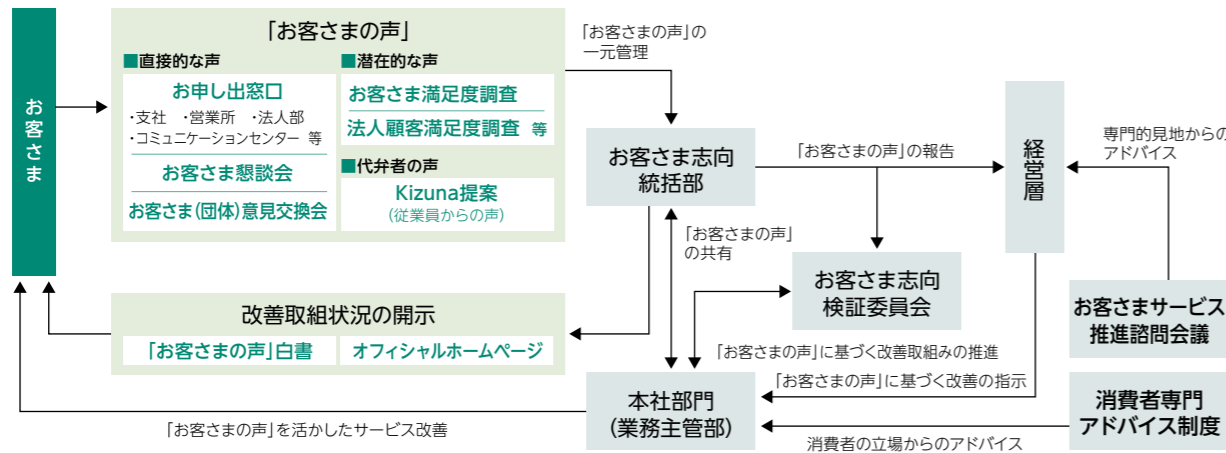 お客さま
「お客さまの声」
■直接的な声
お申し出窓口
・支社 ・営業所 ・法人部
・コミュニケーションセンター 等
お客さま懇談会
お客さま(団体)意見交換会
■潜在的な声
お客さま満足度調査
法人顧客満足度調査 等
■代弁者の声
Kizuna提案
(従業員からの声)
「お客さまの声」の
一元管理
お客さま志向
統括部
「お客さまの声」の報告
経営層
専門的見地からの
アドバイス
「お客さまの声」
の共有
お客さま志向
検証委員会
お客さまサービス
推進諮問会議
改善取組状況の開示
「お客さまの声」白書
オフィシャルホームページ
「お客さまの声」に基づく改善取組みの推進
「お客さまの声」に基づく改善の指示
本社部門
(業務主管部)
消費者専門
アドバイス制度
「お客さまの声」を活かしたサービス改善
消費者の立場からのアドバイス